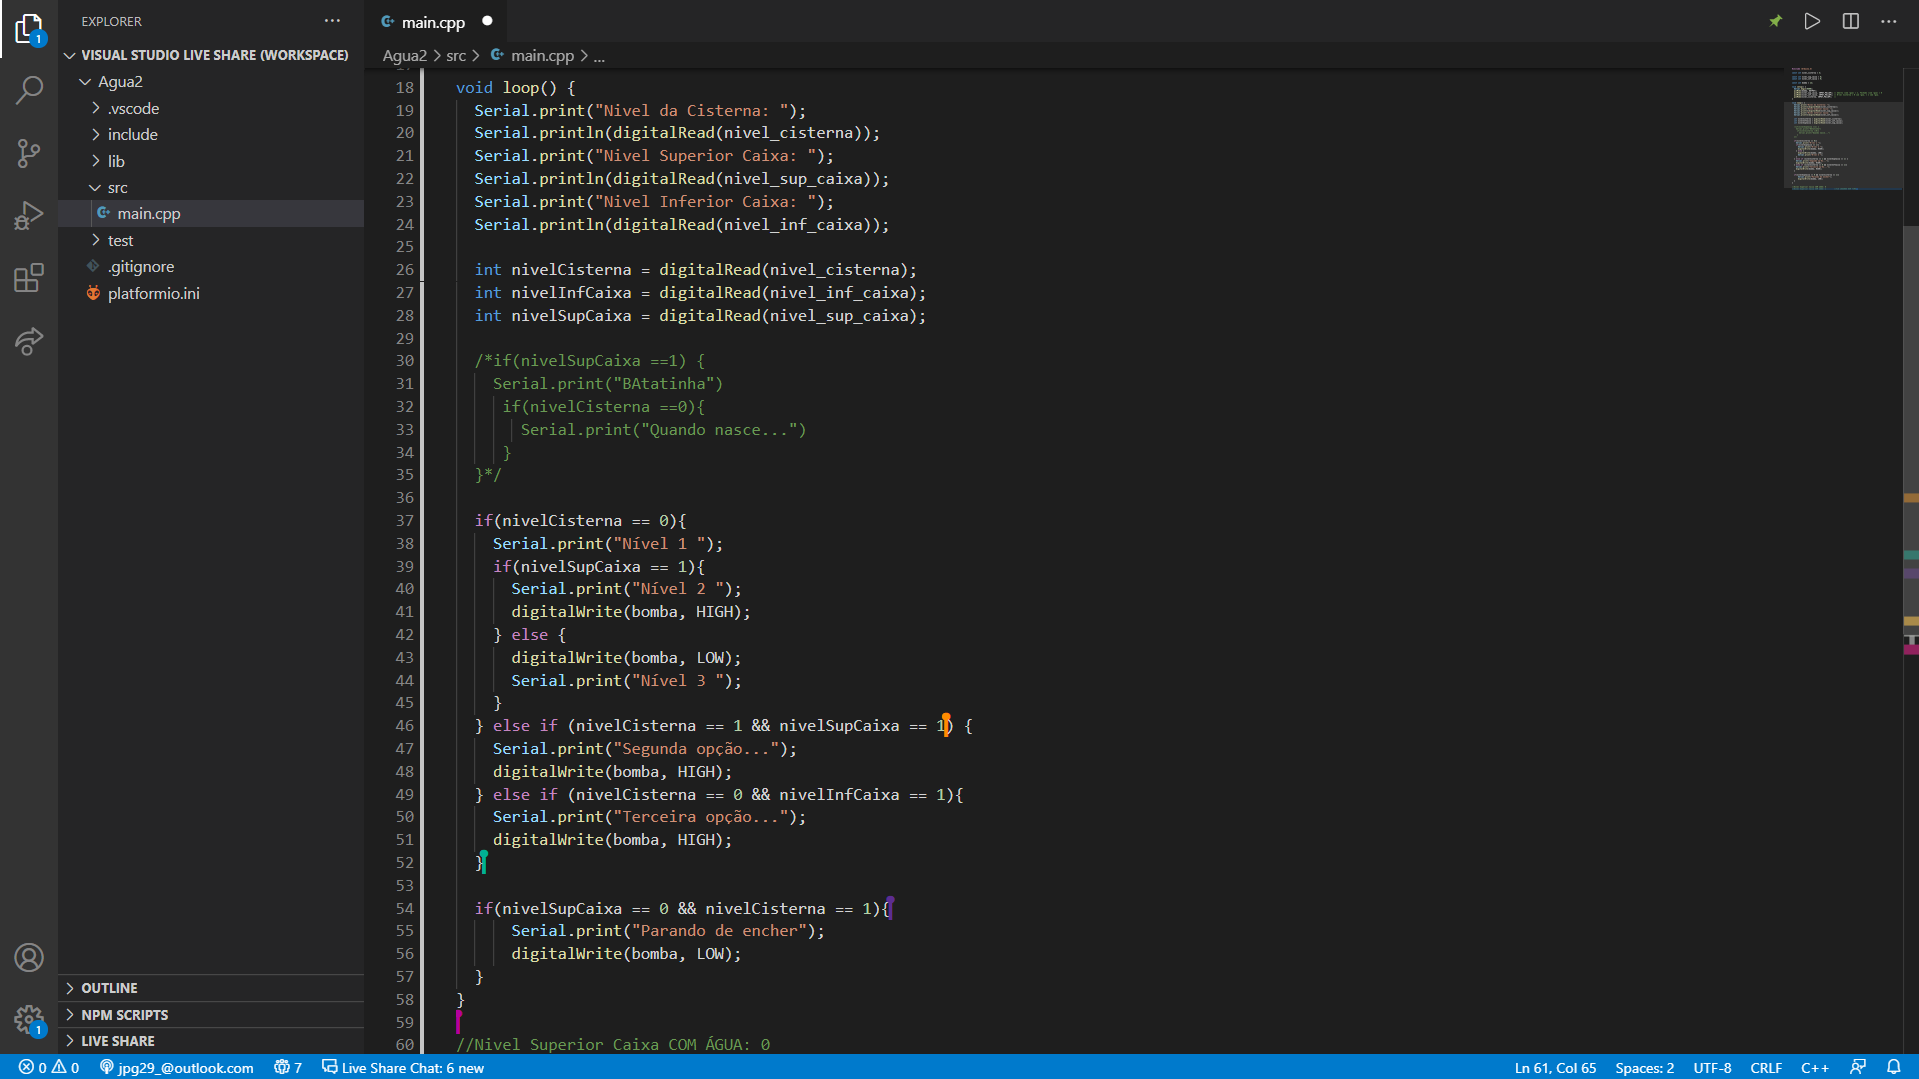 EXPLORER
main.cpp
VISUAL STUDIO LIVE SHARE (WORKSPACE)
Agua2
.vscode
include
lib
src
main.cpp
test
.gitignore
platformio.ini
OUTLINE
NPM SCRIPTS
LIVE SHARE
1
1
Agua2 > src > main.cpp > ...
18 void loop() {
19 Serial.print("Nivel da Cisterna: ");
20 Serial.println(digitalRead(nivel_cisterna));
21 Serial.print("Nivel Superior Caixa: ");
22 Serial.println(digitalRead(nivel_sup_caixa));
23 Serial.print("Nivel Inferior Caixa: ");
24 Serial.println(digitalRead(nivel_inf_caixa));
25
26 int nivelCisterna = digitalRead(nivel_cisterna);
27 int nivelInfCaixa = digitalRead(nivel_inf_caixa);
28 int nivelSupCaixa = digitalRead(nivel_sup_caixa);
29
30 /*if(nivelSupCaixa ==1) {
31 Serial.print("BAtatinha")
32 if(nivelCisterna ==0){
33 Serial.print("Quando nasce...")
34 }
35 }*/
36
37 if(nivelCisterna == 0){
38 Serial.print("Nível 1 ");
39 if(nivelSupCaixa == 1){
40 Serial.print("Nível 2 ");
41 digitalWrite(bomba, HIGH);
42 } else {
43 digitalWrite(bomba, LOW);
44 Serial.print("Nível 3 ");
45 }
46 } else if (nivelCisterna == 1 && nivelSupCaixa == 1) {
47 Serial.print("Segunda opção...");
48 digitalWrite(bomba, HIGH);
49 } else if (nivelCisterna == 0 && nivelInfCaixa == 1){
50 Serial.print("Terceira opção...");
51 digitalWrite(bomba, HIGH);
52 }
53
54 if(nivelSupCaixa == 0 && nivelCisterna == 1){
55 Serial.print("Parando de encher");
56 digitalWrite(bomba, LOW);
57 }
58 }
59
60 //Nivel Superior Caixa COM ÁGUA: 0
0 0 jpg29_@outlook.com 7 Live Share Chat: 6 new Ln 61, Col 65 Spaces: 2 UTF-8 CRLF C++